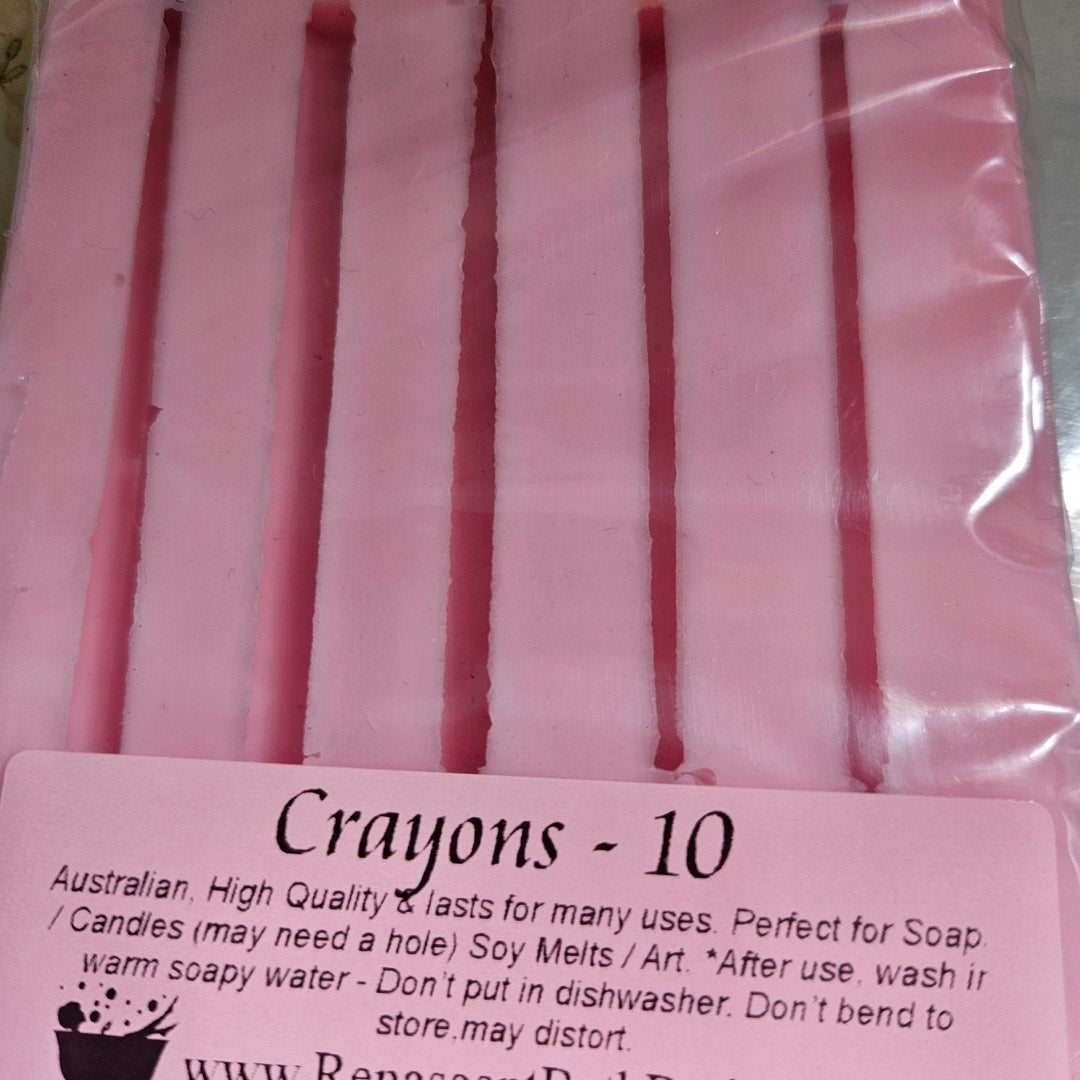 Crayons - 10
Australian, High Quality & lasts for many uses. Perfect for Soap.
/ Candles (may need a hole) Soy Melts / Art. *After use, wash in
warm soapy water - Don't put in dishwasher. Don't bend to
store,may distort.